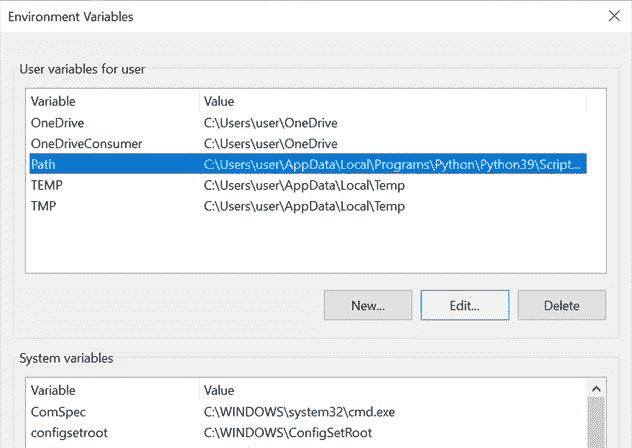 Environment Variables
User variables for user
Variable Value
OneDrive C:\Users\user\OneDrive
OneDriveConsumer C:\Users\user\OneDrive
Path C:\Users\user\AppData\Local\Programs\Python\Python39\Script...
TEMP C:\Users\user\AppData\Local\Temp
TMP C:\Users\user\AppData\Local\Temp
New... Edit... Delete
System variables
Variable Value
ComSpec C:\WINDOWS\system32\cmd.exe
configsetroot C:\WINDOWS\ConfigSetRoot